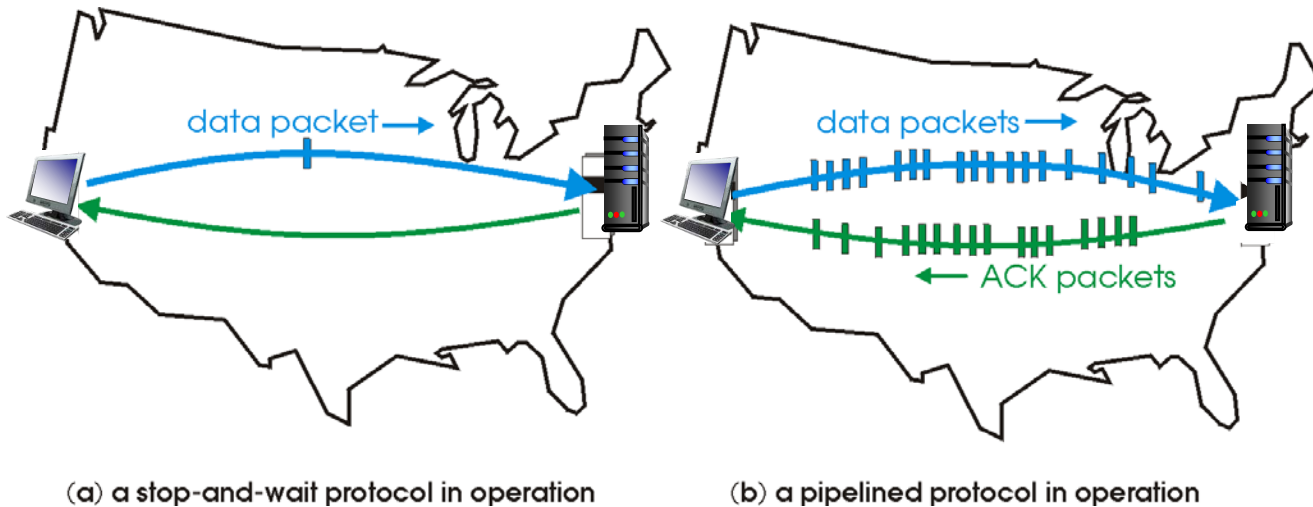 data packet
data packets
ACK packets
(a) a stop-and-wait protocol in operation
(b) a pipelined protocol in operation